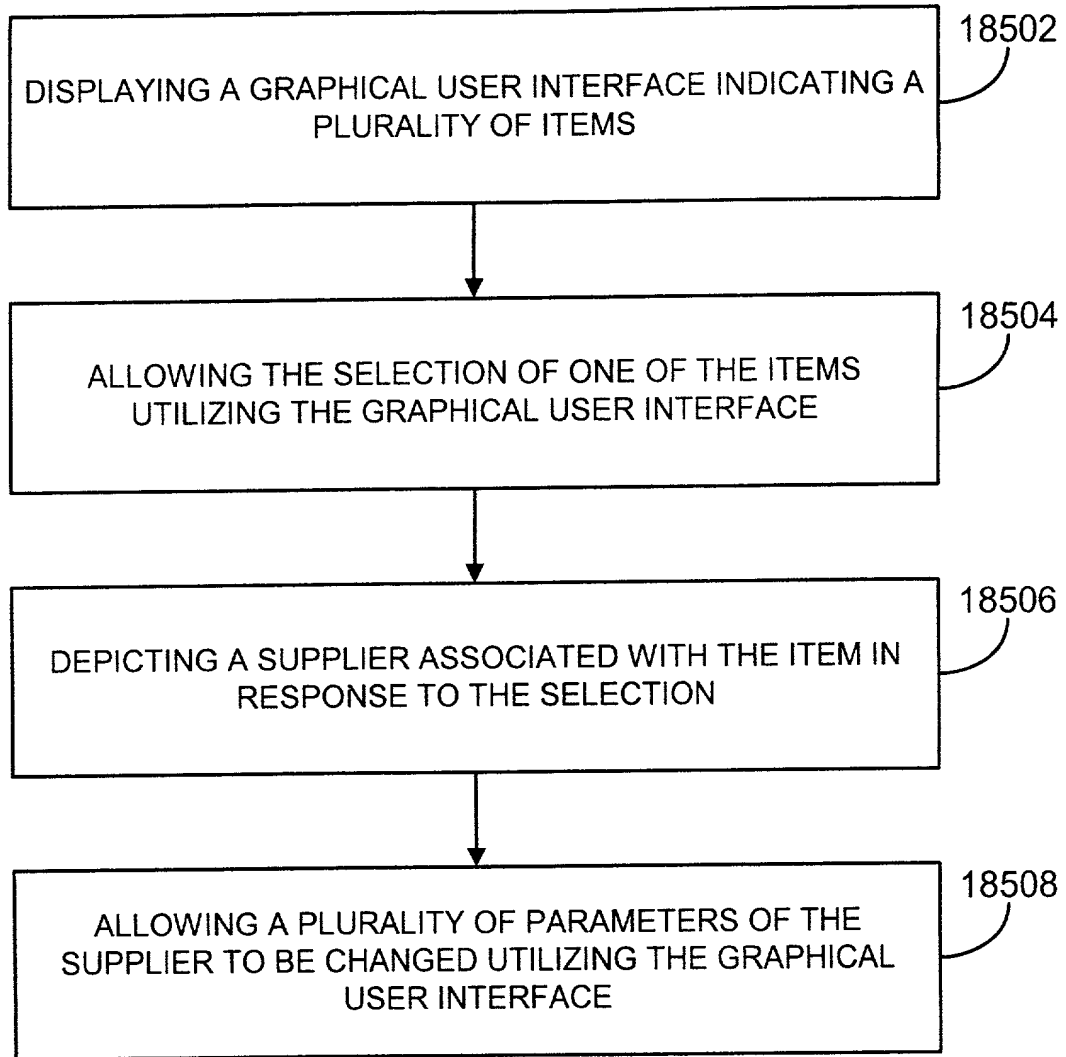 18502
DISPLAYING A GRAPHICAL USER INTERFACE INDICATING A
PLURALITY OF ITEMS
18504
ALLOWING THE SELECTION OF ONE OF THE ITEMS
UTILIZING THE GRAPHICAL USER INTERFACE
18506
DEPICTING A SUPPLIER ASSOCIATED WITH THE ITEM IN
RESPONSE TO THE SELECTION
18508
ALLOWING A PLURALITY OF PARAMETERS OF THE
SUPPLIER TO BE CHANGED UTILIZING THE GRAPHICAL
USER INTERFACE